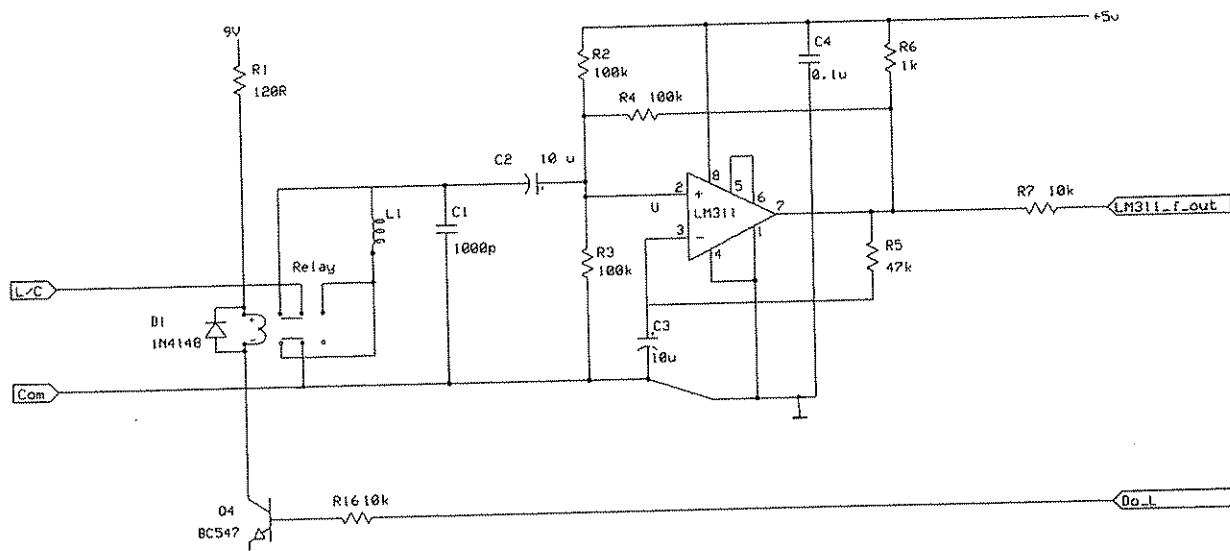 9V
R1
120R
R2
100k
R4 100k
C4
0.1u
R6
1k
+5v
C2 10 u
L1
C1
1000p
Relay
L/C
D1
1N4148
Com
R3
100k
U
2
3
+
-
LM311
8
5
6
7
1
4
C3
10u
R5
47k
R7 10k
LM311_f_out
Q4
BC547
R16 10k
Do_L